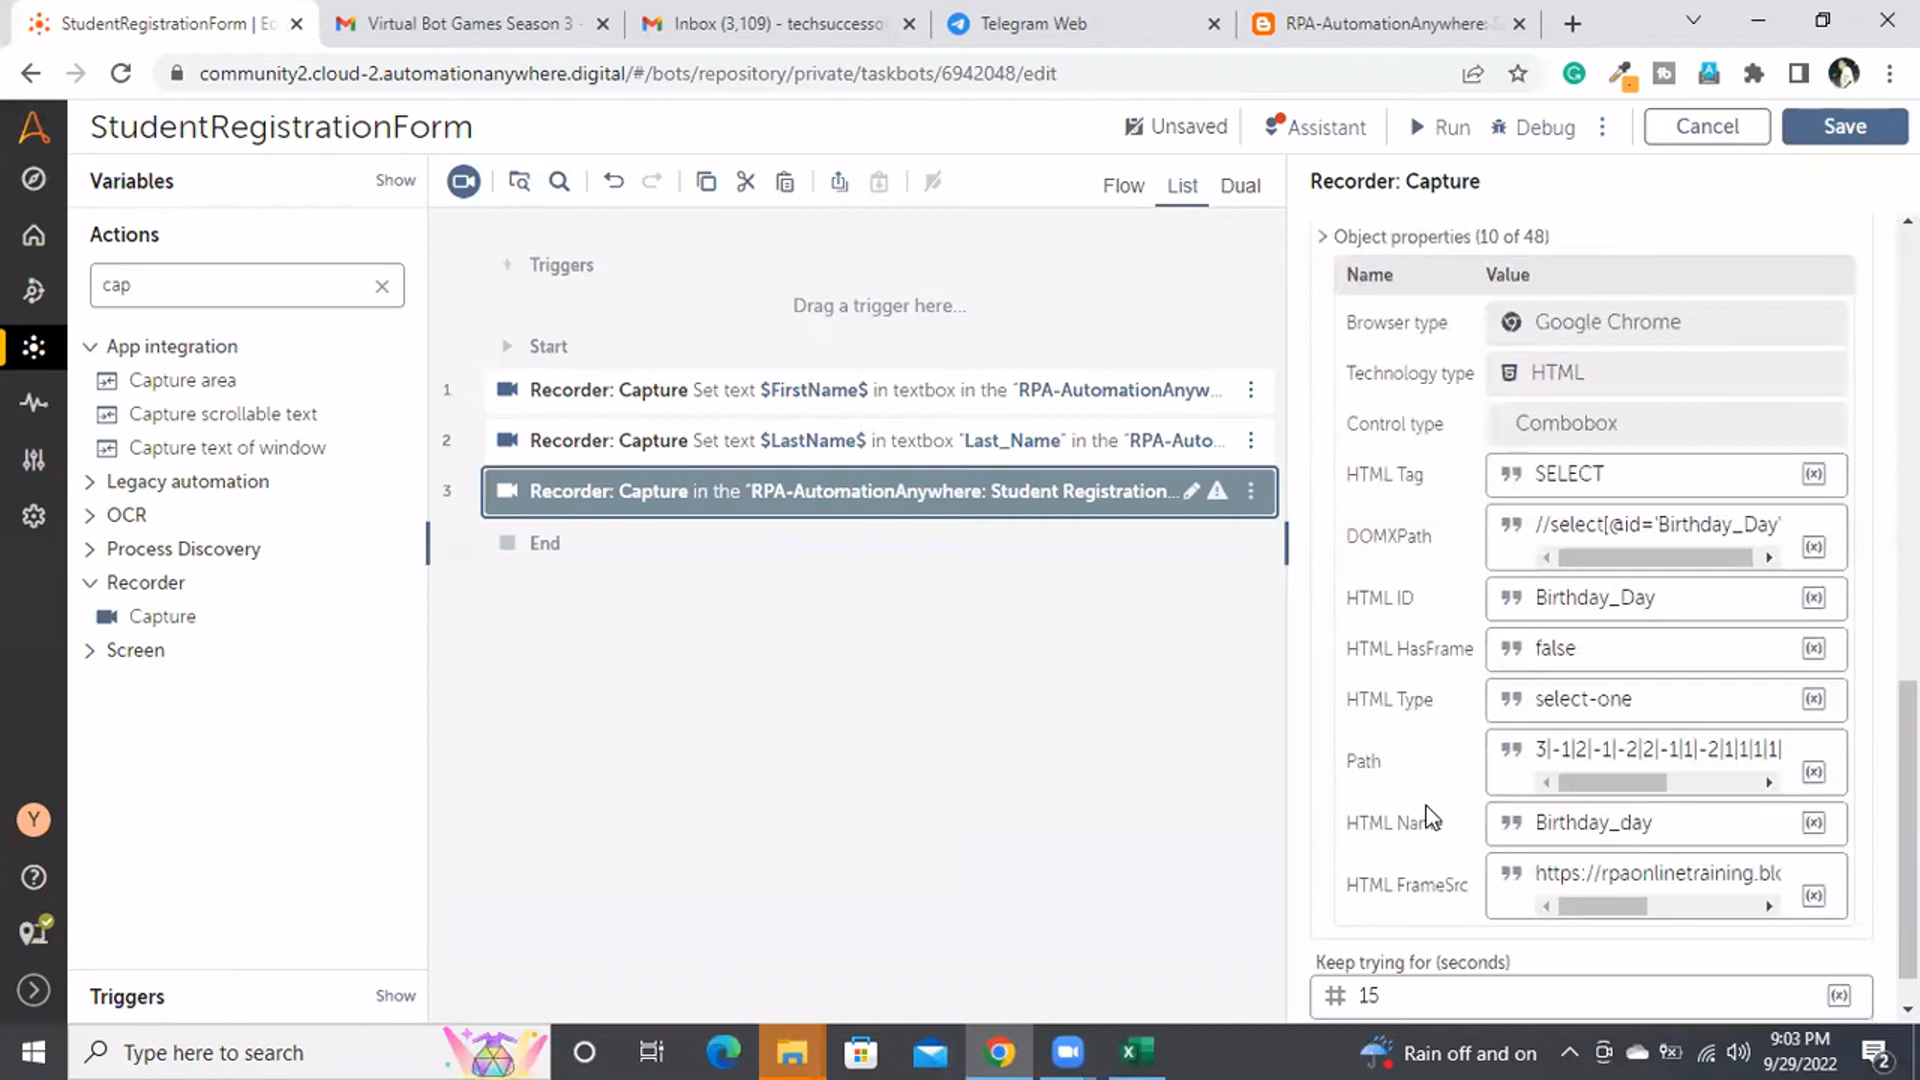 StudentRegistrationForm | Ed
Virtual Bot Games Season 3 -
Inbox (3,109) - techsuccesso
Telegram Web
RPA-AutomationAnywhere: S
community2.cloud-2.automationanywhere.digital/#/bots/repository/private/taskbots/6942048/edit
StudentRegistrationForm
Unsaved
Assistant
Run
Debug
Cancel
Save
Variables
Show
Flow
List
Dual
Recorder: Capture
Actions
cap
App integration
Capture area
Capture scrollable text
Capture text of window
Legacy automation
OCR
Process Discovery
Recorder
Capture
Screen
Triggers
Show
Triggers
Drag a trigger here...
Start
1 Recorder: Capture Set text $FirstName$ in textbox in the "RPA-AutomationAnyw...
2 Recorder: Capture Set text $LastName$ in textbox "Last_Name" in the "RPA-Auto...
3 Recorder: Capture in the "RPA-AutomationAnywhere: Student Registration...
End
Object properties (10 of 48)
Name Value
Browser type Google Chrome
Technology type HTML
Control type Combobox
HTML Tag SELECT
DOMXPath //select[@id='Birthday_Day'
HTML ID Birthday_Day
HTML HasFrame false
HTML Type select-one
Path 3|-1|2|-1|-2|2|-1|1|-2|1|1|1|1|
HTML Name Birthday_day
HTML FrameSrc https://rpaonlinetraining.blo
Keep trying for (seconds)
15
Y
Type here to search
Rain off and on
9:03 PM
9/29/2022
2